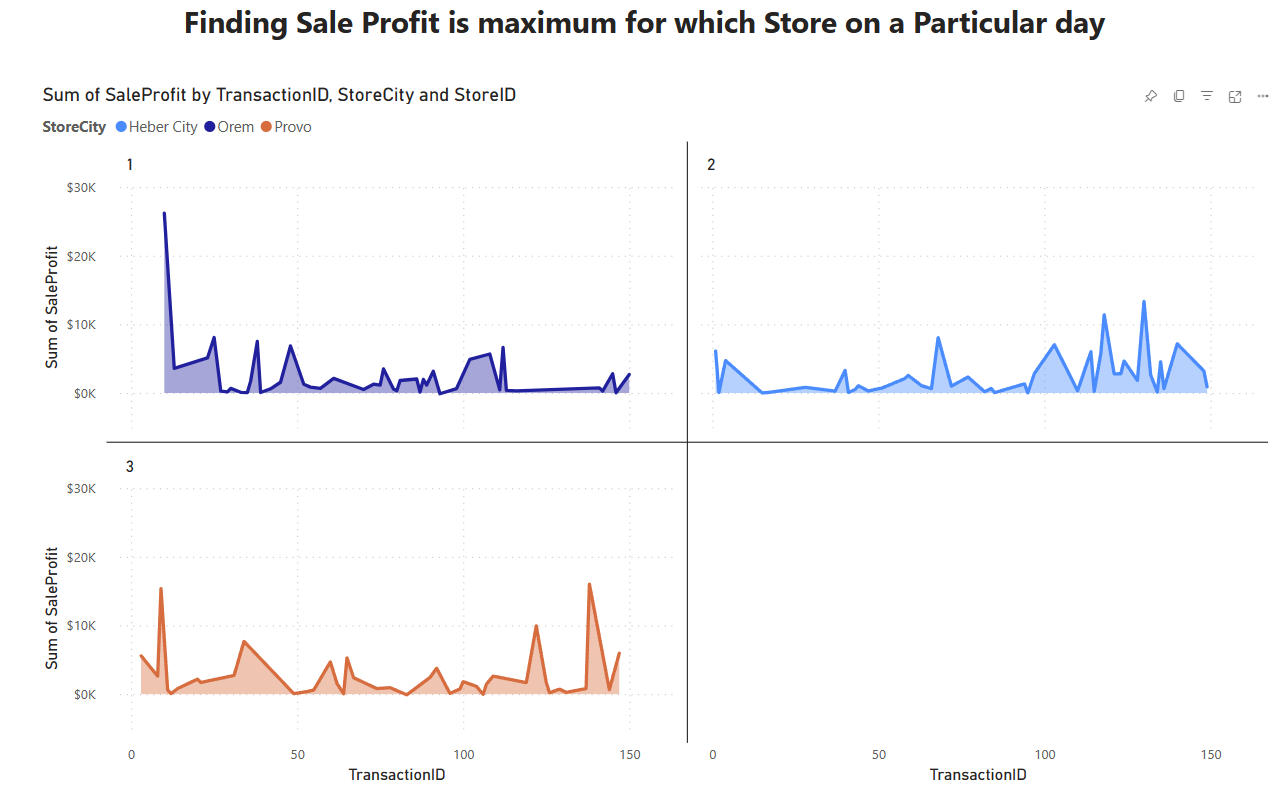 Finding Sale Profit is maximum for which Store on a Particular day
Sum of SaleProfit by TransactionID, StoreCity and StoreID
StoreCity Heber City Orem Provo
1
2
$30K
$20K
$10K
$0K
Sum of SaleProfit
3
$30K
$20K
$10K
$0K
Sum of SaleProfit
0 50 100 150
0 50 100 150
TransactionID
TransactionID